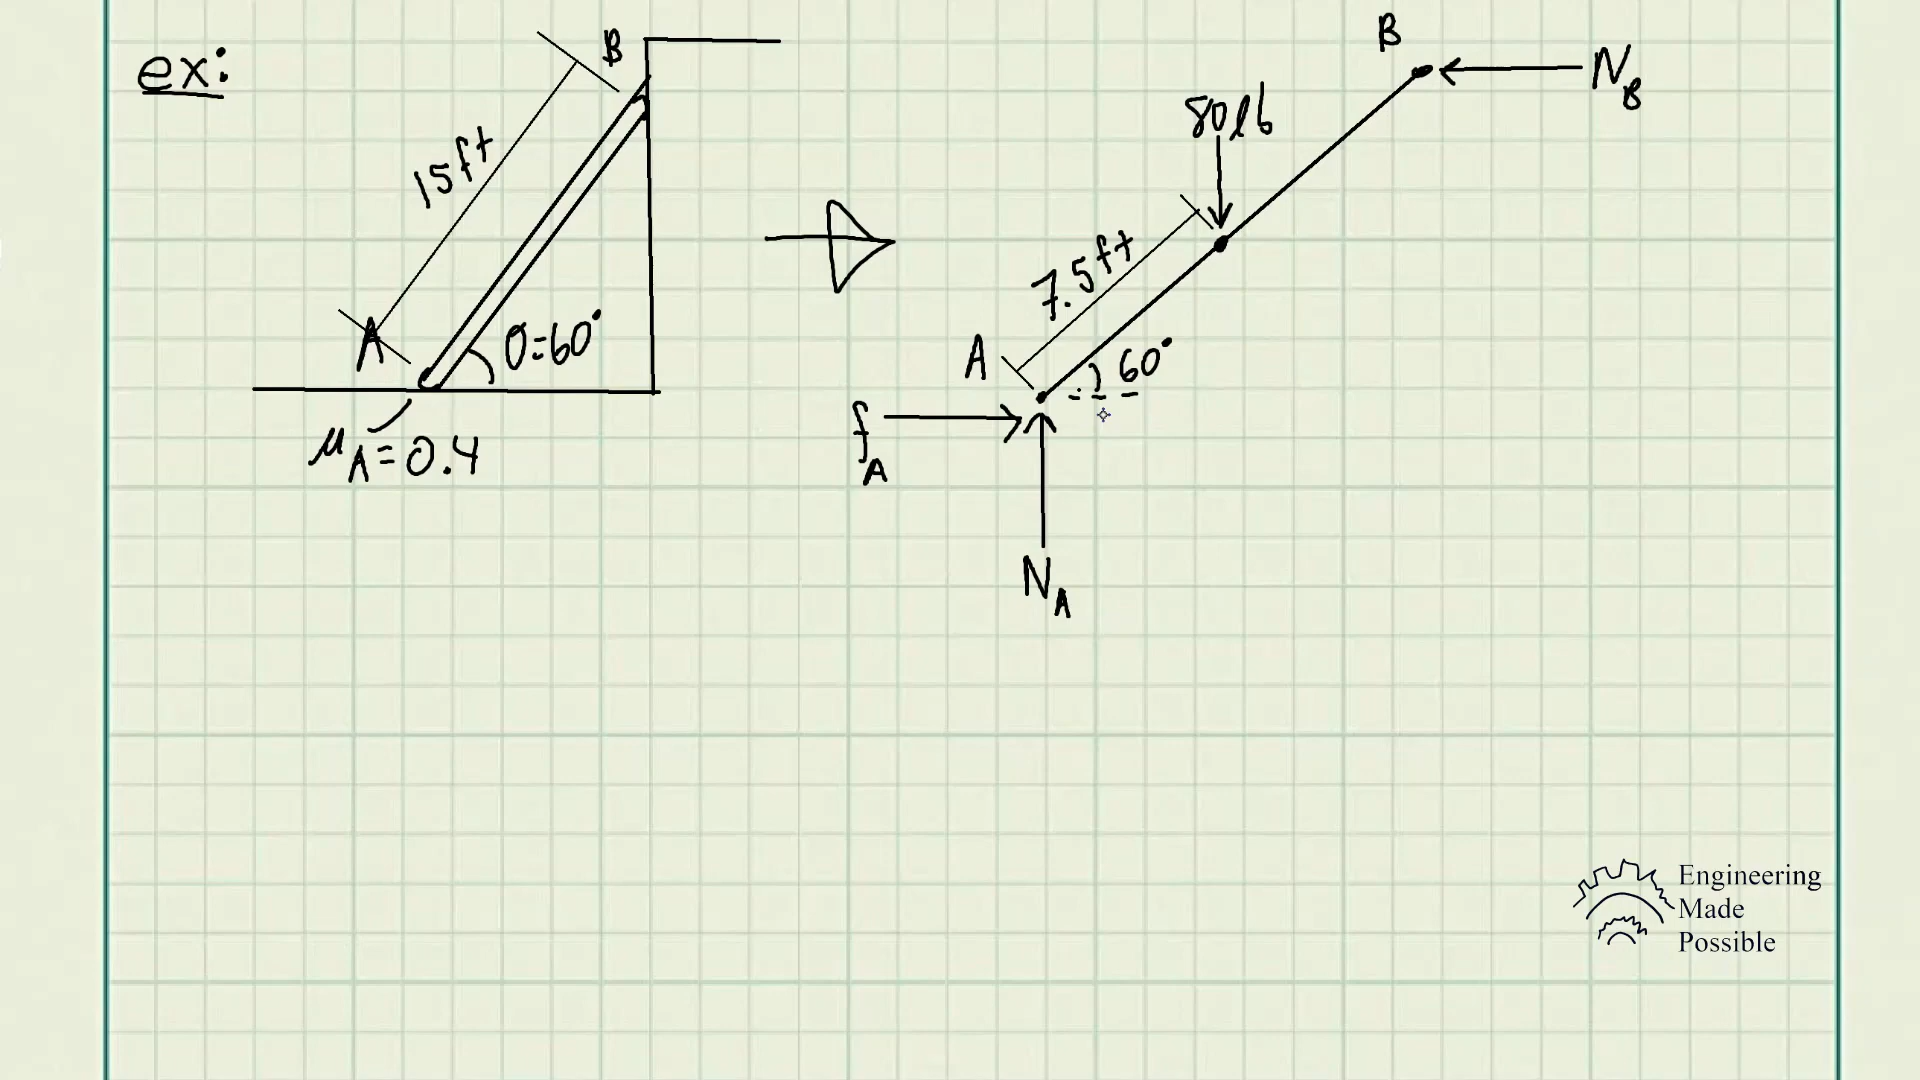 ex:
B
15ft
A
θ=60°
μA=0.4
B
NB
80lb
7.5ft
A
60°
fA
NA
Engineering
Made
Possible